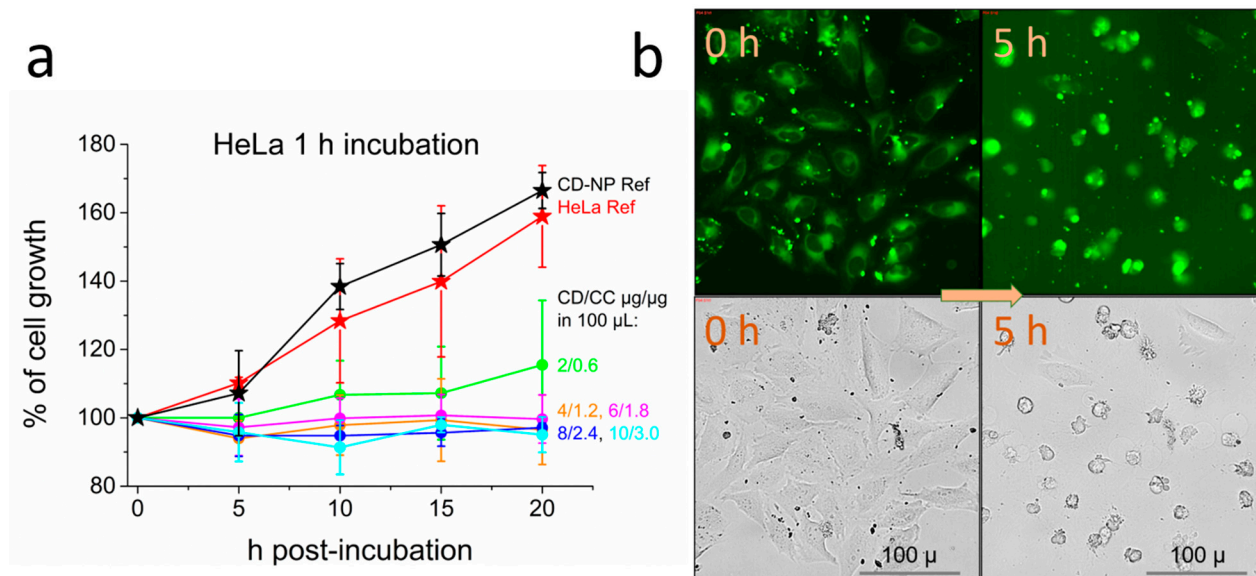 a
b
HeLa 1 h incubation
% of cell growth
180
160
140
120
100
80
0
5
10
15
20
h post-incubation
CD-NP Ref
HeLa Ref
CD/CC µg/µg
in 100 µL:
2/0.6
4/1.2, 6/1.8
8/2.4, 10/3.0
0 h
5 h
0 h
5 h
100 µ
100 µ